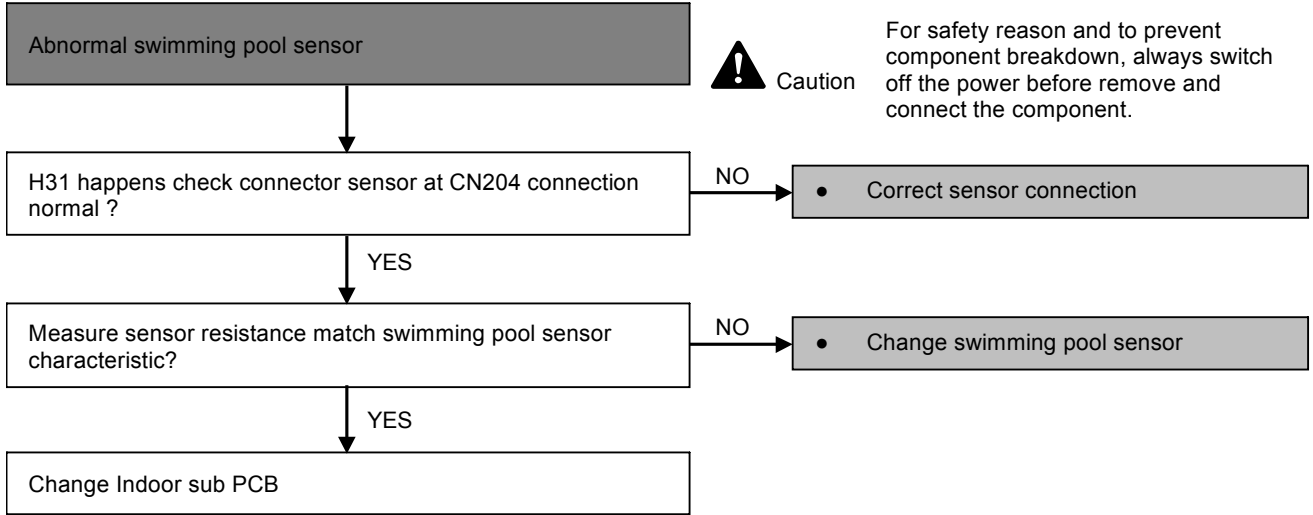 Abnormal swimming pool sensor
Caution
For safety reason and to prevent
component breakdown, always switch
off the power before remove and
connect the component.
H31 happens check connector sensor at CN204 connection
normal ?
NO
● Correct sensor connection
YES
Measure sensor resistance match swimming pool sensor
characteristic?
NO
● Change swimming pool sensor
YES
Change Indoor sub PCB